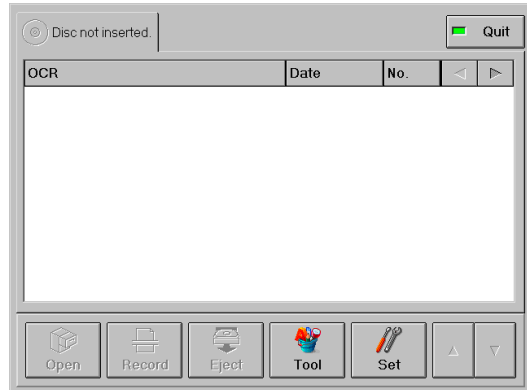 Disc not inserted.
Quit
OCR Date No.
Open Record Eject Tool Set